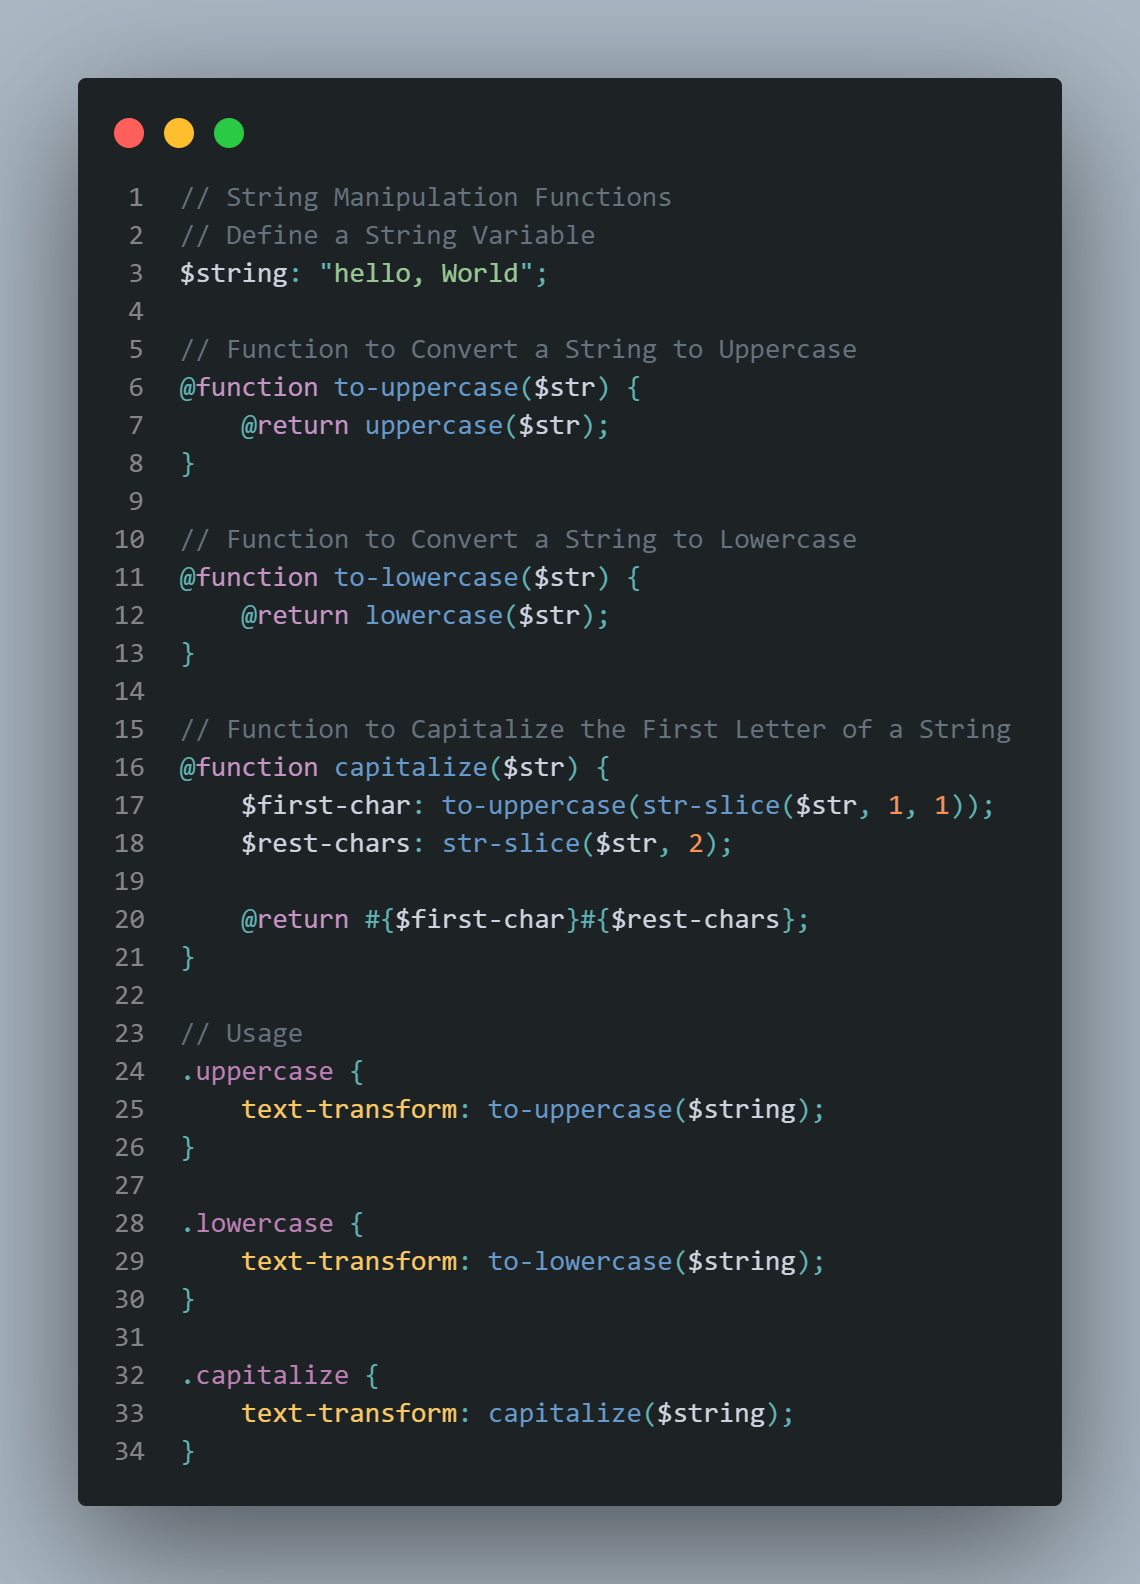 1 // String Manipulation Functions
2 // Define a String Variable
3 $string: "hello, World";
4
5 // Function to Convert a String to Uppercase
6 @function to-uppercase($str) {
7     @return uppercase($str);
8 }
9
10 // Function to Convert a String to Lowercase
11 @function to-lowercase($str) {
12     @return lowercase($str);
13 }
14
15 // Function to Capitalize the First Letter of a String
16 @function capitalize($str) {
17     $first-char: to-uppercase(str-slice($str, 1, 1));
18     $rest-chars: str-slice($str, 2);
19
20     @return #{$first-char}#{$rest-chars};
21 }
22
23 // Usage
24 .uppercase {
25     text-transform: to-uppercase($string);
26 }
27
28 .lowercase {
29     text-transform: to-lowercase($string);
30 }
31
32 .capitalize {
33     text-transform: capitalize($string);
34 }